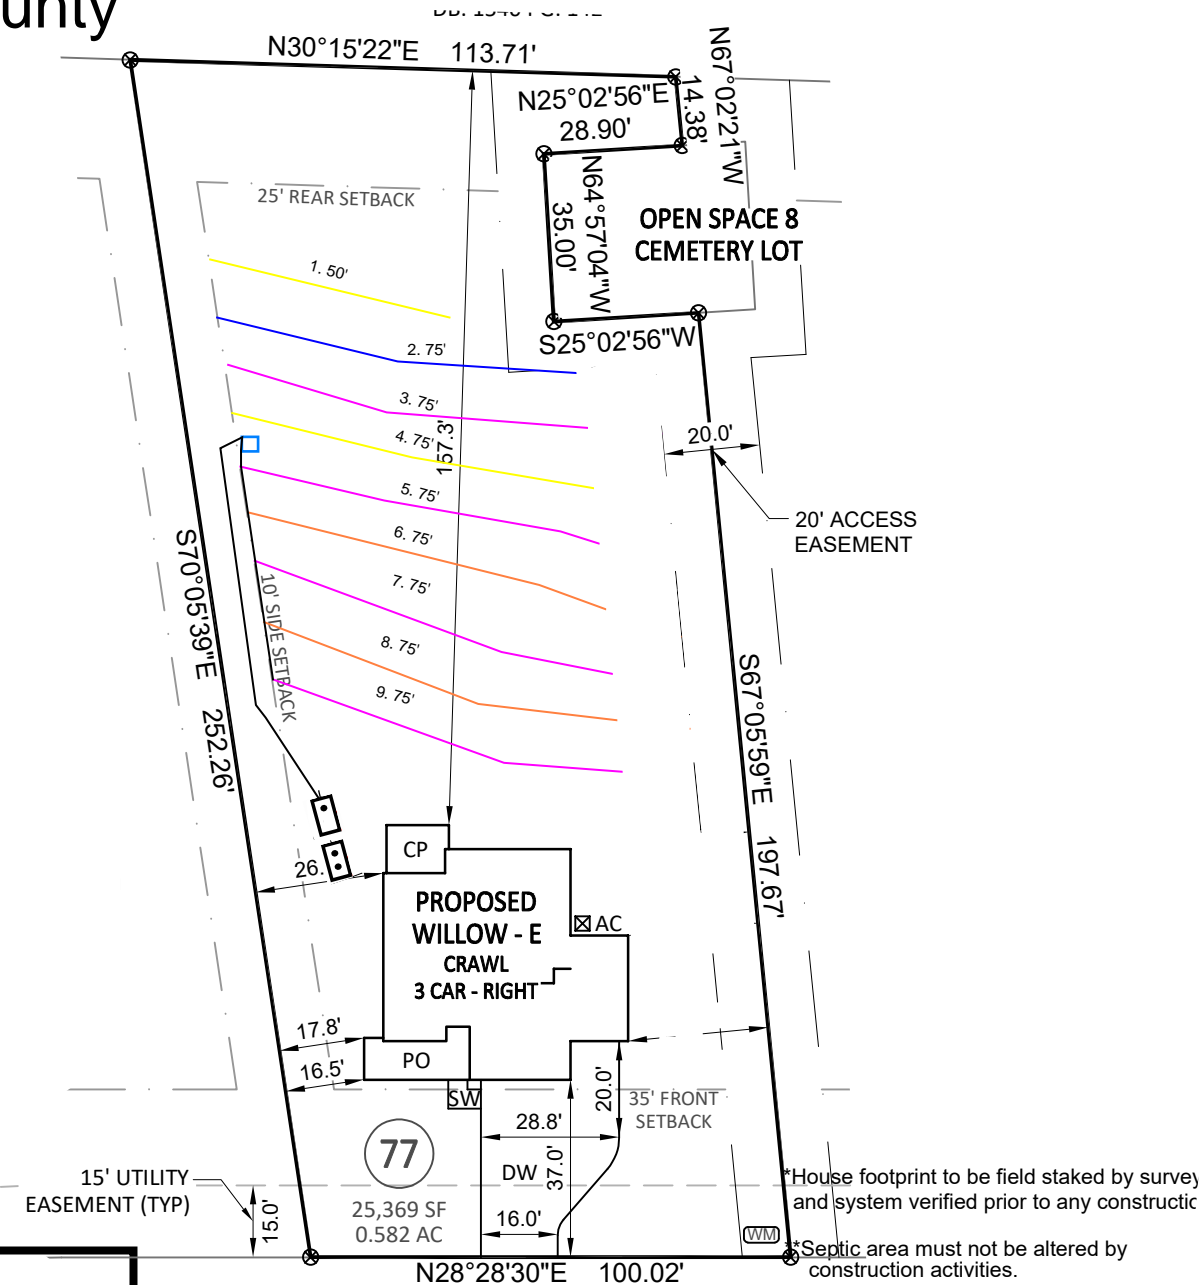 unty
N30°15'22"E 113.71'
N67°02'21"W
14.38'
N25°02'56"E
28.90'
N64°57'04"W
35.00'
OPEN SPACE 8
CEMETERY LOT
25' REAR SETBACK
1. 50'
S25°02'56"W
2. 75'
3. 75'
4. 75'
157.3'
20.0'
5. 75'
20' ACCESS
EASEMENT
6. 75'
7. 75'
8. 75'
9. 75'
S70°05'39"E 252.26'
10' SIDE SETBACK
S67°05'59"E 197.67'
CP
26.
PROPOSED
WILLOW - E
CRAWL
3 CAR - RIGHT
AC
17.8'
16.5'
PO
SW
20.0'
35' FRONT
SETBACK
28.8'
77
DW
37.0'
15' UTILITY
EASEMENT (TYP)
15.0'
25,369 SF
0.582 AC
16.0'
WM
*House footprint to be field staked by survey
and system verified prior to any constructic
**Septic area must not be altered by
construction activities.
N28°28'30"E 100.02'